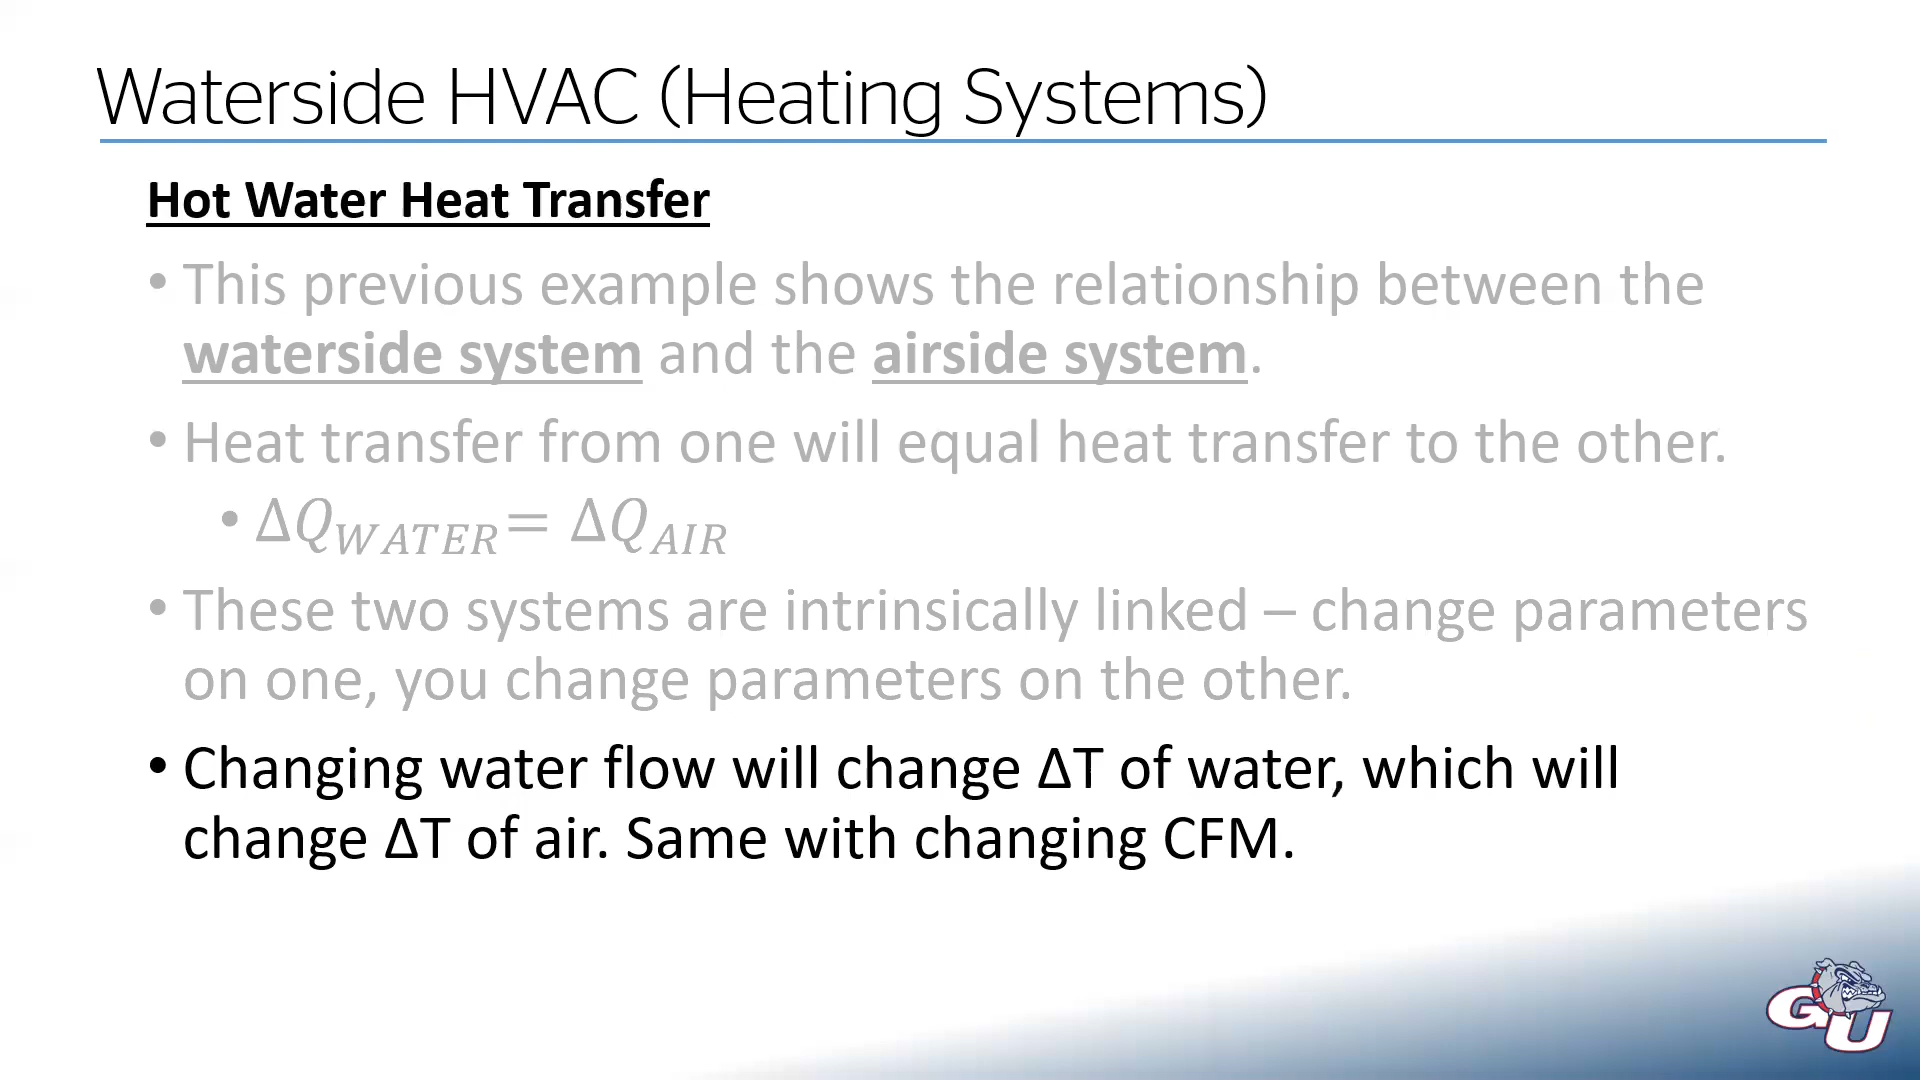 Waterside HVAC (Heating Systems)
Hot Water Heat Transfer
• This previous example shows the relationship between the
waterside system and the airside system.
• Heat transfer from one will equal heat transfer to the other.
• ΔQ_WATER = ΔQ_AIR
• These two systems are intrinsically linked – change parameters
on one, you change parameters on the other.
• Changing water flow will change ΔT of water, which will
change ΔT of air. Same with changing CFM.
GU